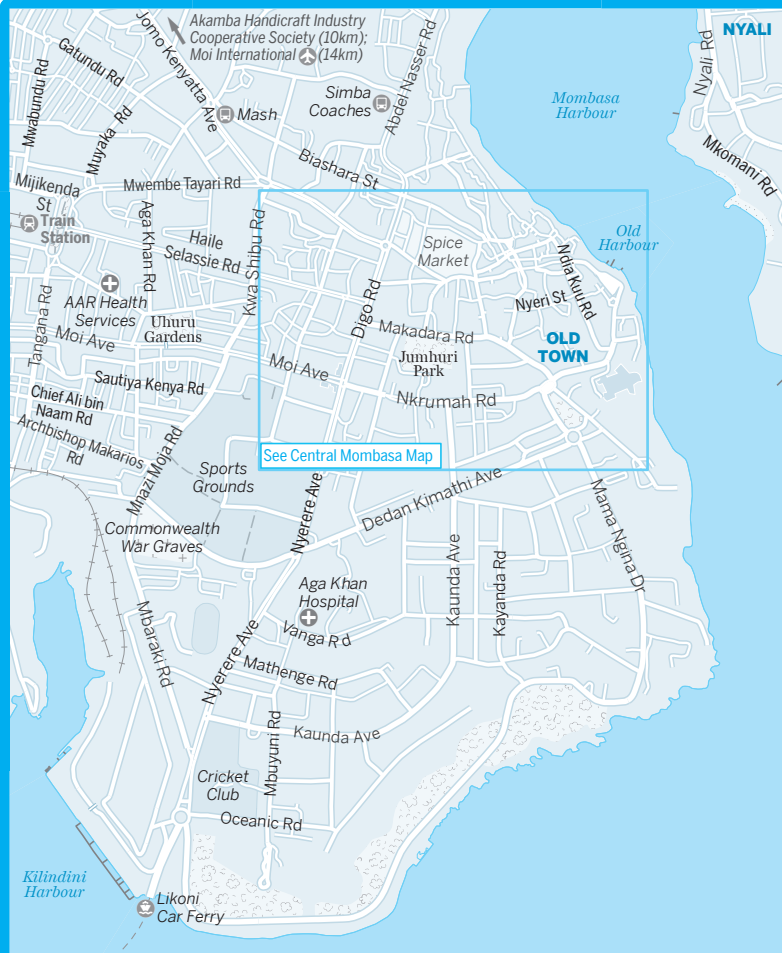 Akamba Handicraft Industry
Cooperative Society (10km);
Moi International (14km)
NYALI
Jomo Kenyatta Ave
Gatundu Rd
Mwabundu Rd
Muyaka Rd
Mash
Simba
Coaches
Abdel Nasser Rd
Mombasa
Harbour
Nyali Rd
Mkomani Rd
Biashara St
Mijikenda
St
Mwembe Tayari Rd
Train
Station
Aga Khan Rd
Haile
Selassie Rd
Kwa Shibu Rd
Spice
Market
Old
Harbour
Ndia Kuu Rd
Nyeri St
AAR Health
Services
Uhuru
Gardens
Digo Rd
Makadara Rd
OLD
TOWN
Tangana Rd
Moi Ave
Moi Ave
Jumhuri
Park
Nkrumah Rd
Sautiya Kenya Rd
Chief Ali bin
Naam Rd
Archbishop Makarios
Rd
Mnazi Moja Rd
See Central Mombasa Map
Sports
Grounds
Nyerere Ave
Dedan Kimathi Ave
Mama Ngina Dr
Commonwealth
War Graves
Aga Khan
Hospital
Kaunda Ave
Kayanda Rd
Vanga Rd
Mbaraki Rd
Nyerere Ave
Mathenge Rd
Mbuyuni Rd
Kaunda Ave
Cricket
Club
Oceanic Rd
Kilindini
Harbour
Likoni
Car Ferry